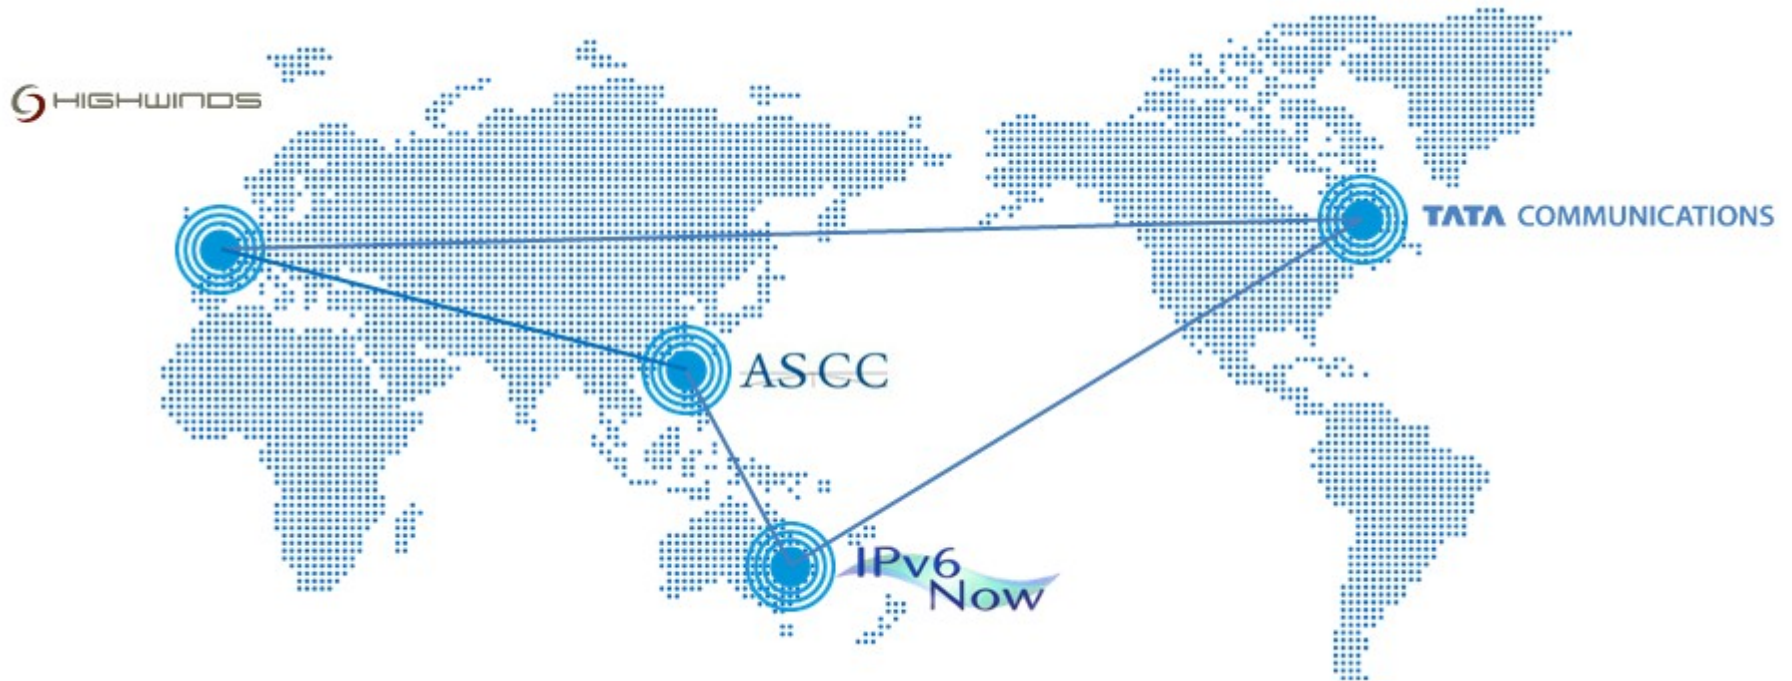 HIGHWINDS
TATA COMMUNICATIONS
ASCC
IPv6
Now